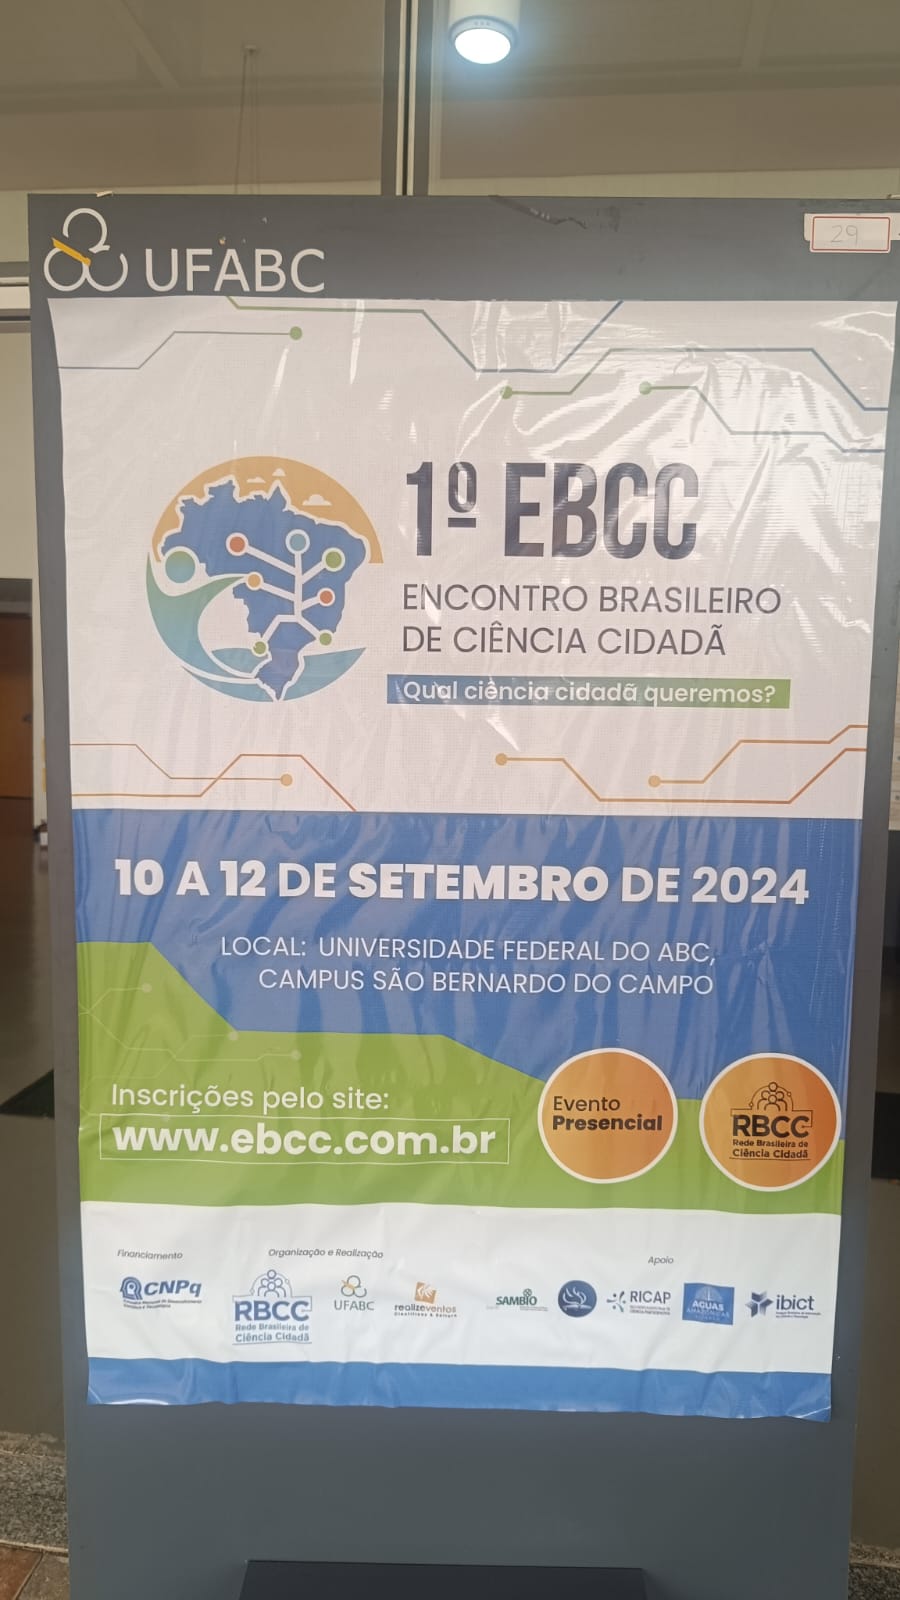 UFABC
29
1º EBCC
ENCONTRO BRASILEIRO
DE CIÊNCIA CIDADÃ
Qual ciência cidadã queremos?
10 A 12 DE SETEMBRO DE 2024
LOCAL: UNIVERSIDADE FEDERAL DO ABC,
CAMPUS SÃO BERNARDO DO CAMPO
Inscrições pelo site:
www.ebcc.com.br
Evento
Presencial
RBCC
Rede Brasileira de
Ciência Cidadã
Financiamento
Organização e Realização
Apoio
CNPq
RBCC
Rede Brasileira de
Ciência Cidadã
UFABC
realizeventos
SAMBIO
RICAP
AGUAS
AMAZÔNICAS
ibict